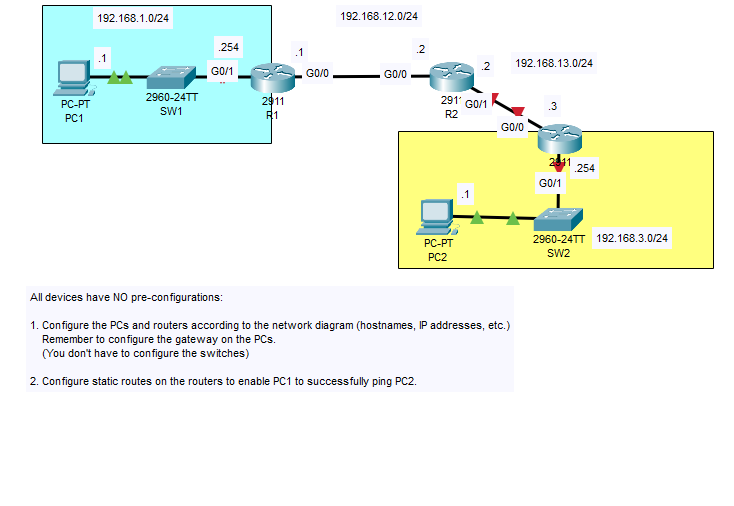 192.168.1.0/24
192.168.12.0/24
.254
.1
.2
.1
G0/1
G0/0
G0/0
.2
192.168.13.0/24
PC-PT
PC1
2960-24TT
SW1
2911
R1
R2
G0/1
.3
G0/0
.254
G0/1
.1
PC-PT
PC2
2960-24TT
SW2
192.168.3.0/24
All devices have NO pre-configurations:
1. Configure the PCs and routers according to the network diagram (hostnames, IP addresses, etc.)
Remember to configure the gateway on the PCs.
(You don't have to configure the switches)
2. Configure static routes on the routers to enable PC1 to successfully ping PC2.